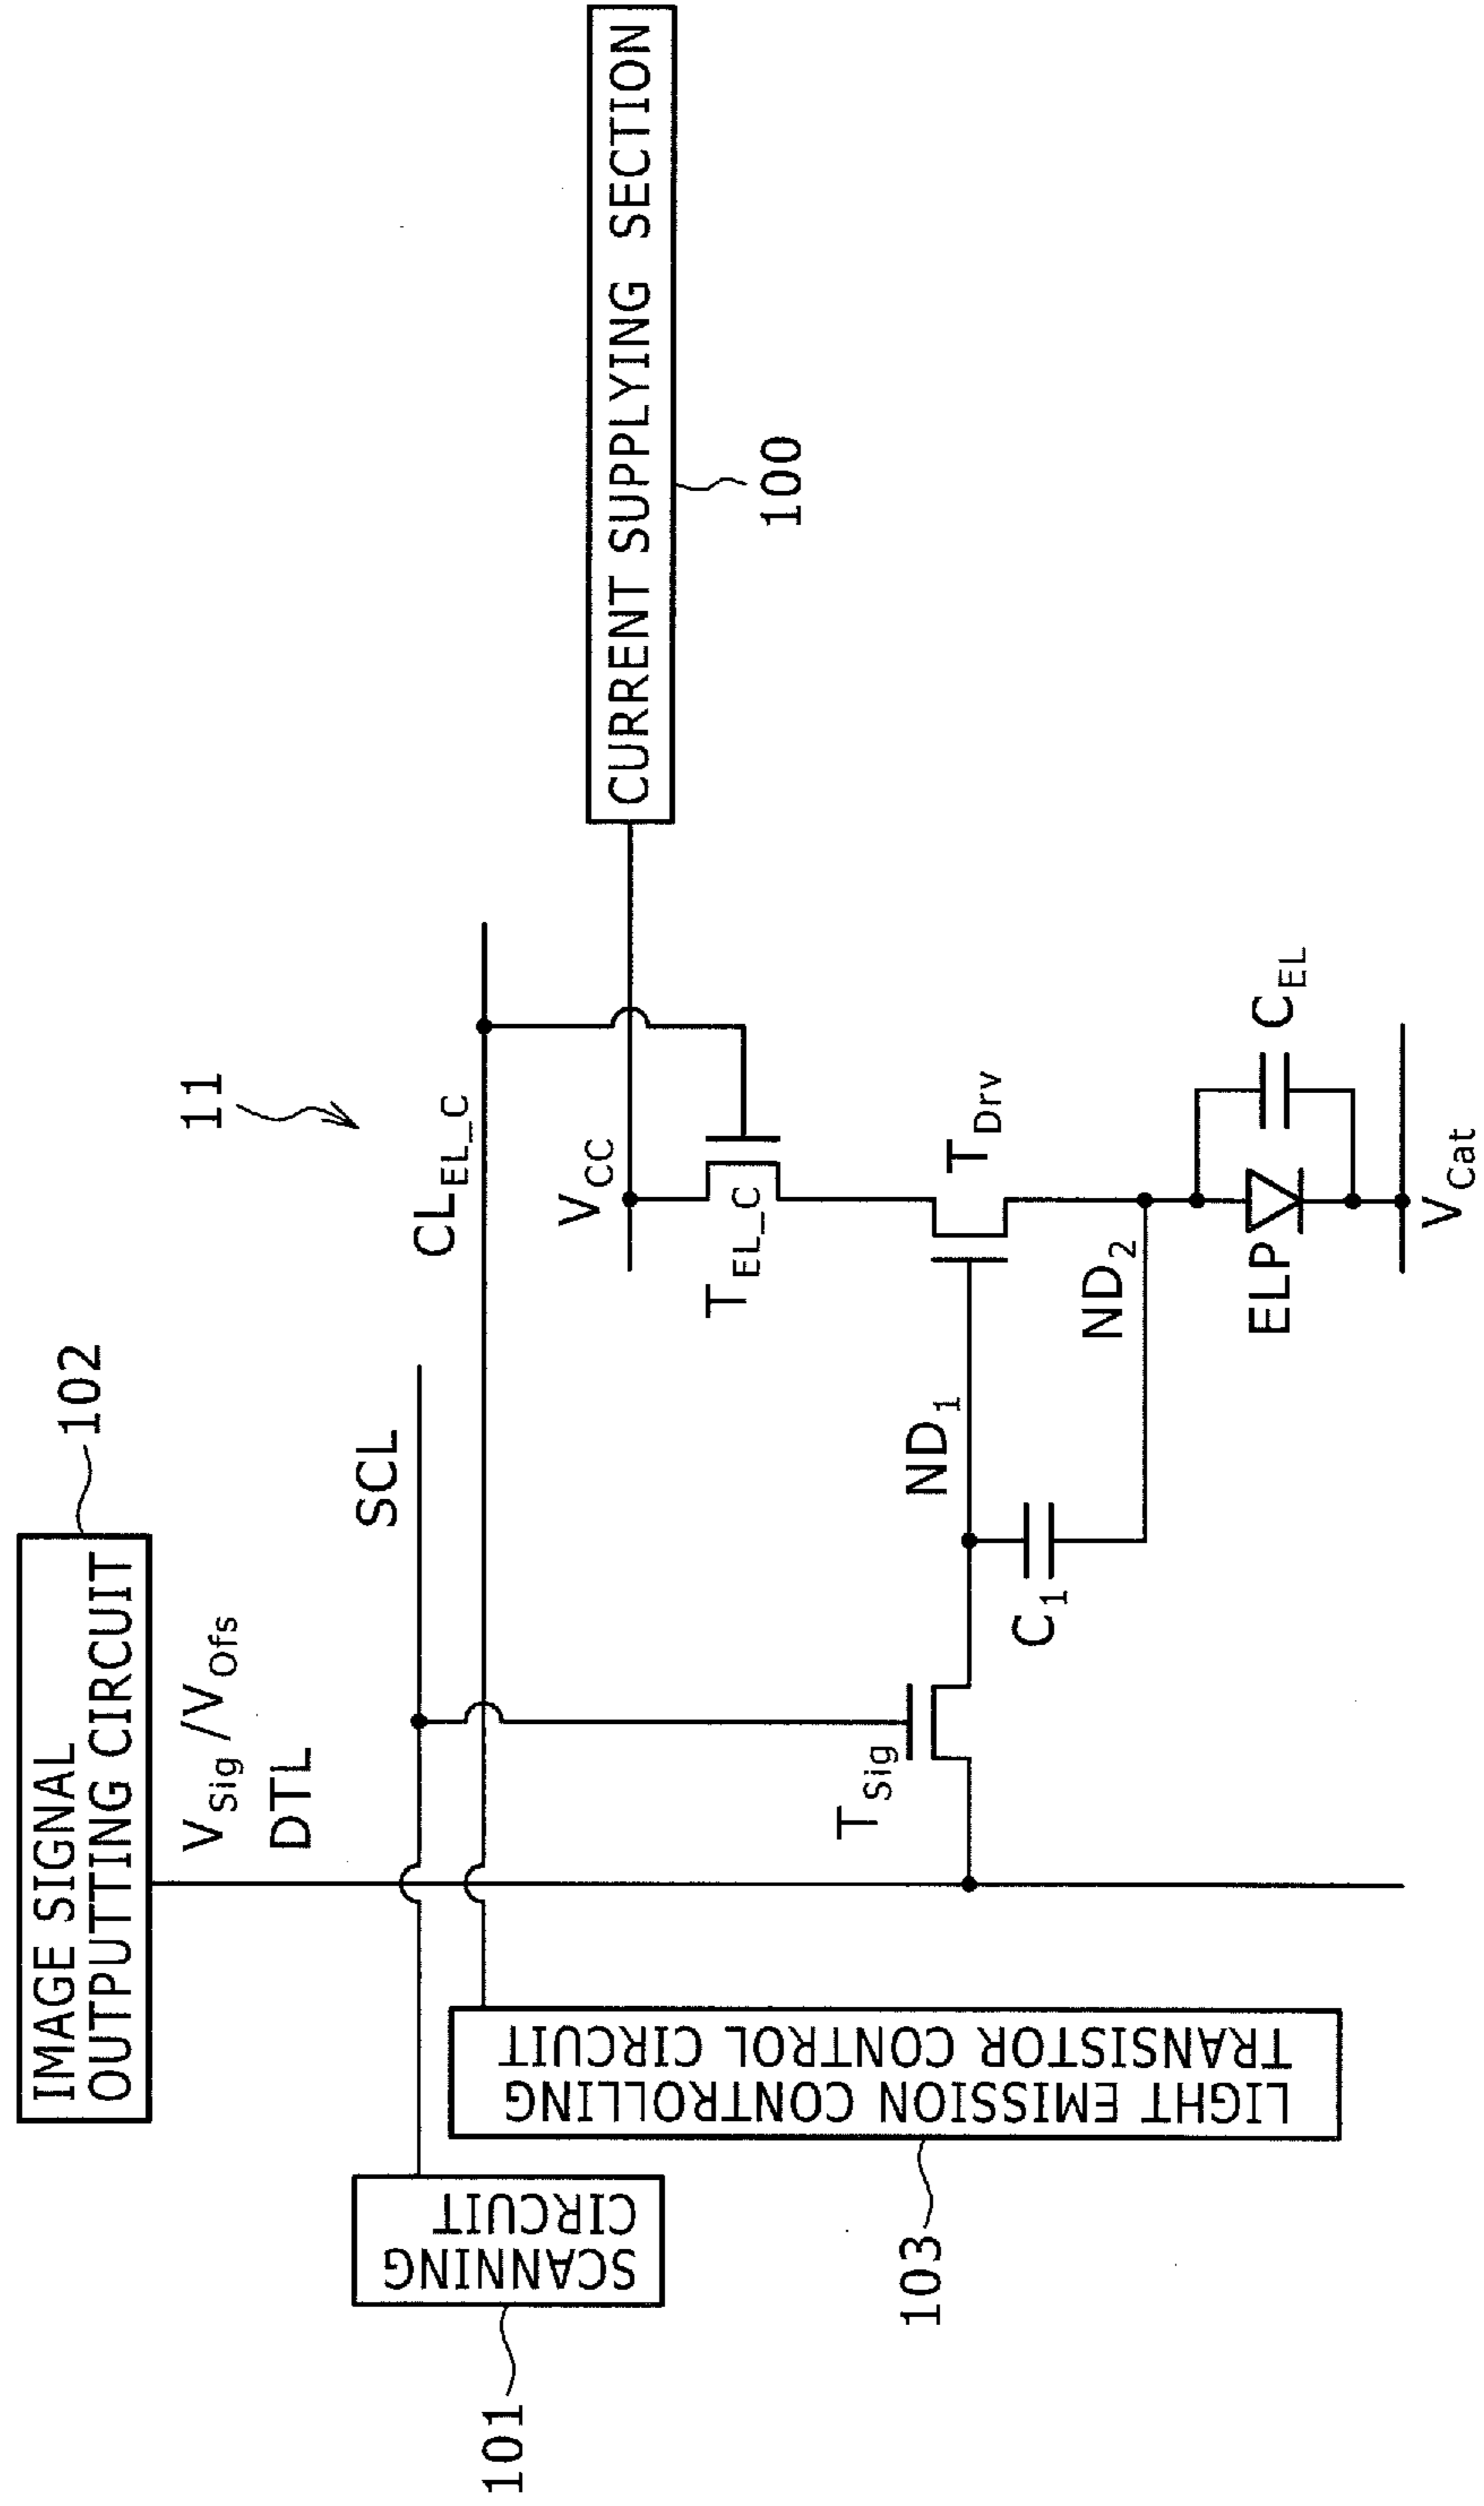 IMAGE SIGNAL
OUTPUTTING CIRCUIT
102
V_Sig/V_Ofs
DTL
SCL
11
CL_EL_C
V_CC
CURRENT SUPPLYING SECTION
100
T_EL_C
T_Sig
ND_1
T_Drv
C_1
ND_2
ELP
C_EL
V_Cat
SCANNING
CIRCUIT
101
LIGHT EMISSION CONTROLLING
TRANSISTOR CONTROL CIRCUIT
103